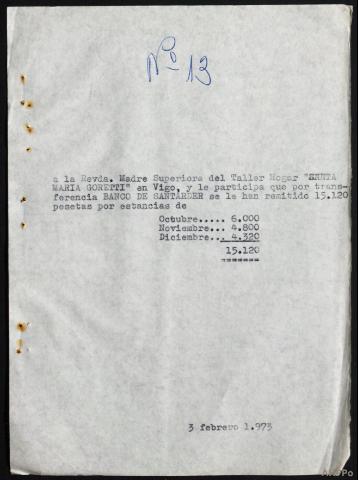 Nº 13
a la Revda. Madre Superiora del Taller Hogar "SANTA
MARIA GORETTI" en Vigo, y le participa que por trans-
ferencia BANCO DE SANTANDER se le han remitido 15.120
pesetas por estancias de
Octubre..... 6.000
Noviembre... 4.800
Diciembre... 4.320
15.120
=======
3 febrero 1.973